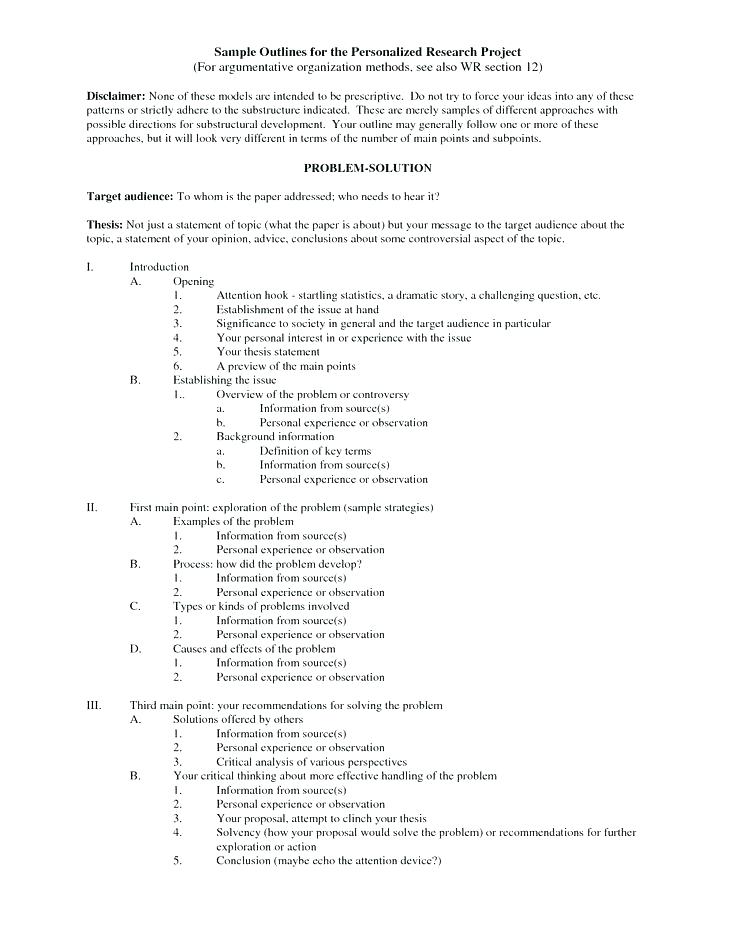 Sample Outlines for the Personalized Research Project
(For argumentative organization methods, see also WR section 12)
Disclaimer: None of these models are intended to be prescriptive. Do not try to force your ideas into any of these
patterns or strictly adhere to the substructure indicated. These are merely samples of different approaches with
possible directions for substructural development. Your outline may generally follow one or more of these
approaches, but it will look very different in terms of the number of main points and subpoints.
PROBLEM-SOLUTION
Target audience: To whom is the paper addressed; who needs to hear it?
Thesis: Not just a statement of topic (what the paper is about) but your message to the target audience about the
topic, a statement of your opinion, advice, conclusions about some controversial aspect of the topic.
I. Introduction
A. Opening
1. Attention hook - startling statistics, a dramatic story, a challenging question, etc.
2. Establishment of the issue at hand
3. Significance to society in general and the target audience in particular
4. Your personal interest in or experience with the issue
5. Your thesis statement
6. A preview of the main points
B. Establishing the issue
1.. Overview of the problem or controversy
a. Information from source(s)
b. Personal experience or observation
2. Background information
a. Definition of key terms
b. Information from source(s)
c. Personal experience or observation
II. First main point: exploration of the problem (sample strategies)
A. Examples of the problem
1. Information from source(s)
2. Personal experience or observation
B. Process: how did the problem develop?
1. Information from source(s)
2. Personal experience or observation
C. Types or kinds of problems involved
1. Information from source(s)
2. Personal experience or observation
D. Causes and effects of the problem
1. Information from source(s)
2. Personal experience or observation
III. Third main point: your recommendations for solving the problem
A. Solutions offered by others
1. Information from source(s)
2. Personal experience or observation
3. Critical analysis of various perspectives
B. Your critical thinking about more effective handling of the problem
1. Information from source(s)
2. Personal experience or observation
3. Your proposal, attempt to clinch your thesis
4. Solvency (how your proposal would solve the problem) or recommendations for further
exploration or action
5. Conclusion (maybe echo the attention device?)